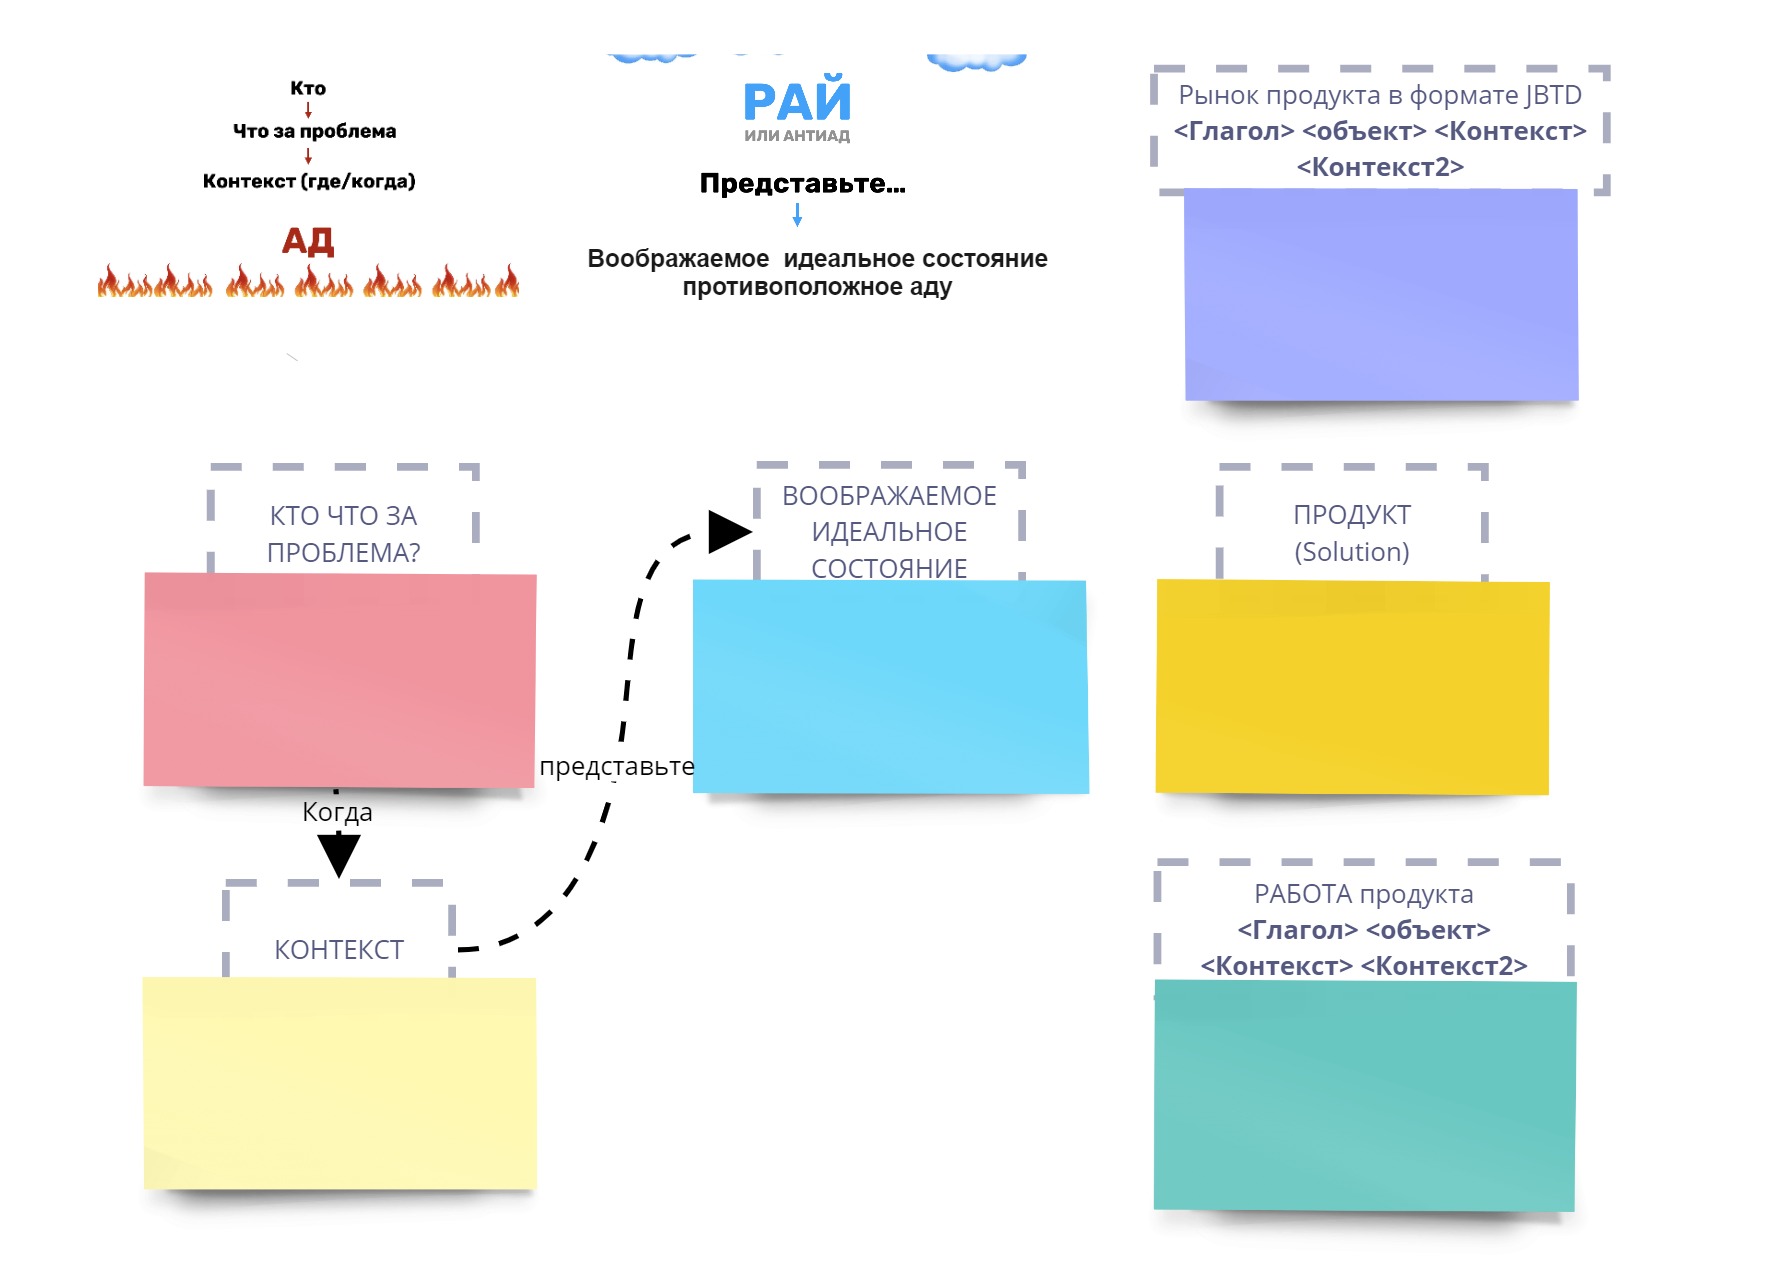 Кто
Что за проблема
Контекст (где/когда)
АД
РАЙ
ИЛИ АНТИАД
Представьте...
Воображаемое  идеальное состояние
противоположное аду
Рынок продукта в формате JBTD
<Глагол> <объект> <Контекст>
<Контекст2>
КТО ЧТО ЗА
ПРОБЛЕМА?
Когда
КОНТЕКСТ
представьте
ВООБРАЖАЕМОЕ
ИДЕАЛЬНОЕ
СОСТОЯНИЕ
ПРОДУКТ
(Solution)
РАБОТА продукта
<Глагол> <объект>
<Контекст> <Контекст2>